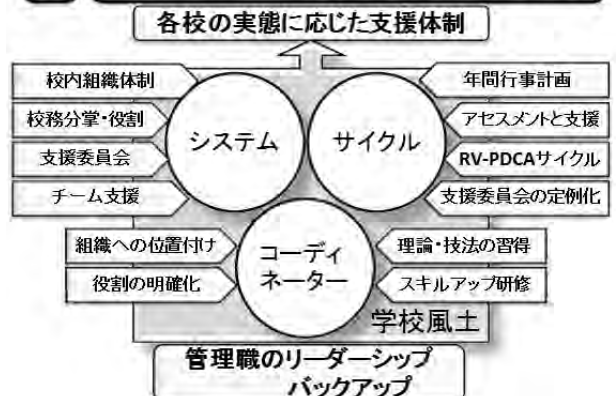 各校の実態に応じた支援体制
校内組織体制
校務分掌・役割
支援委員会
チーム支援
システム
サイクル
年間行事計画
アセスメントと支援
RV-PDCAサイクル
支援委員会の定例化
組織への位置付け
役割の明確化
コーディ
ネーター
理論・技法の習得
スキルアップ研修
学校風土
管理職のリーダーシップ
バックアップ